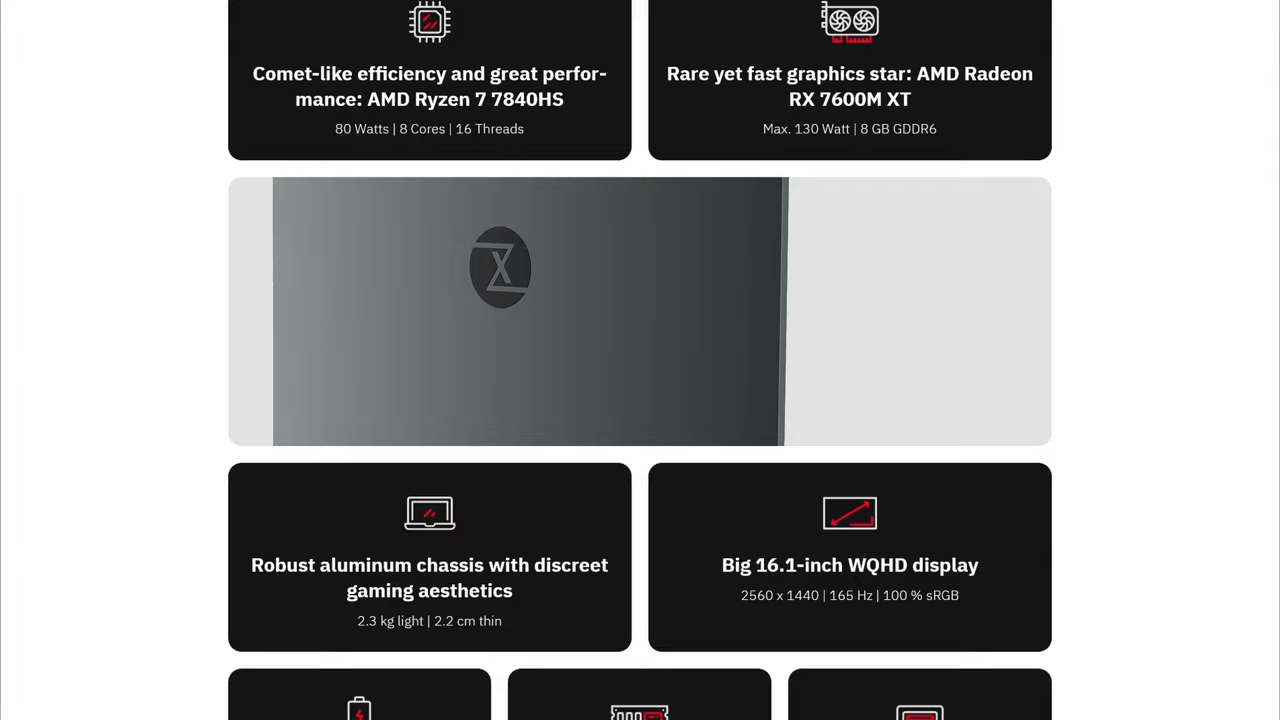 Comet-like efficiency and great perfor-
mance: AMD Ryzen 7 7840HS
80 Watts | 8 Cores | 16 Threads
Rare yet fast graphics star: AMD Radeon
RX 7600M XT
Max. 130 Watt | 8 GB GDDR6
Robust aluminum chassis with discreet
gaming aesthetics
2.3 kg light | 2.2 cm thin
Big 16.1-inch WQHD display
2560 x 1440 | 165 Hz | 100 % sRGB